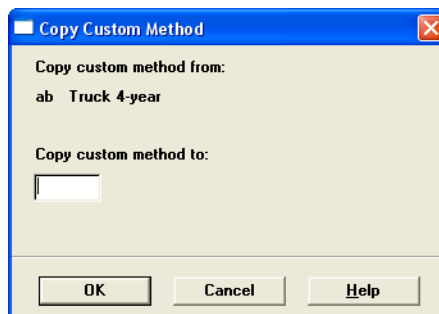 Copy Custom Method
Copy custom method from:
ab Truck 4-year
Copy custom method to:
OK Cancel Help